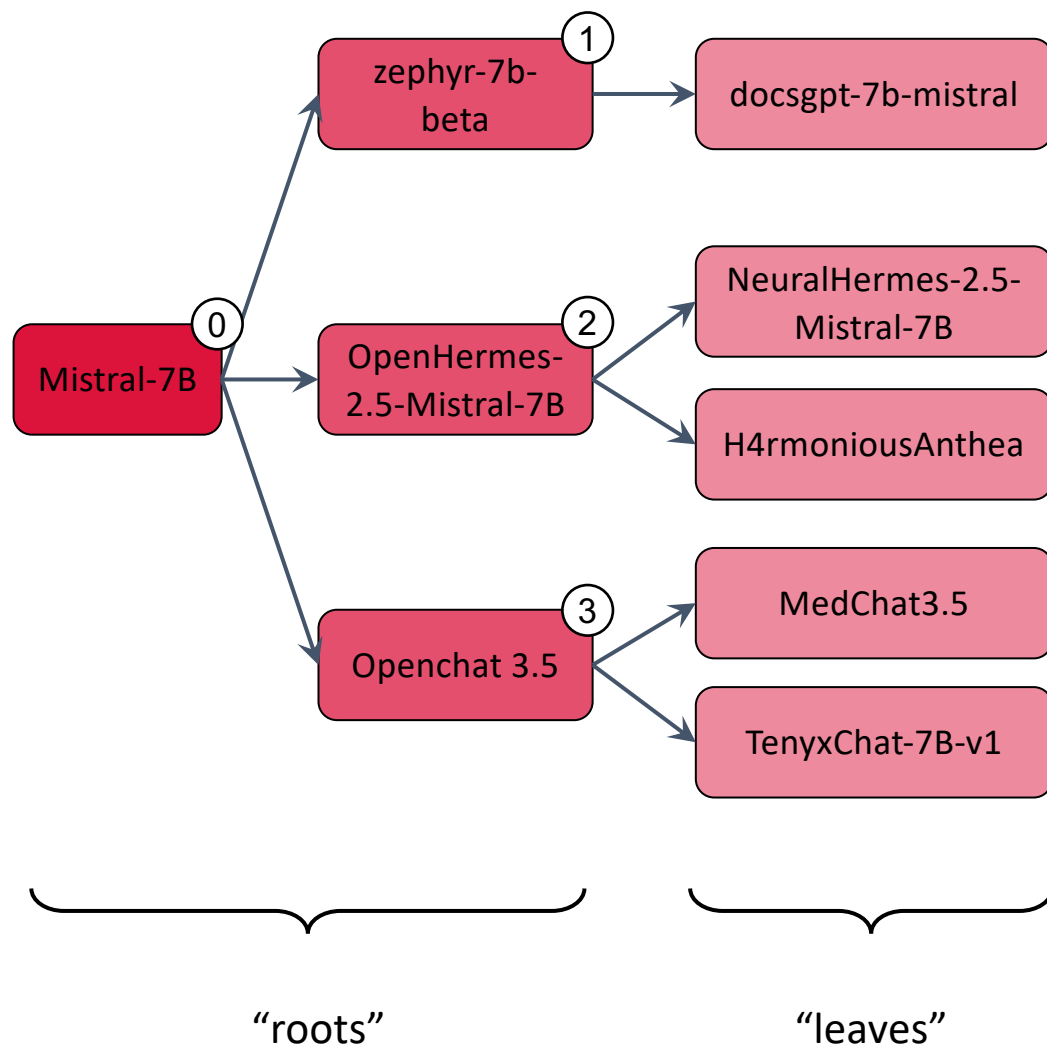 1
zephyr-7b-
beta
docsgpt-7b-mistral
0
Mistral-7B
2
OpenHermes-
2.5-Mistral-7B
NeuralHermes-2.5-
Mistral-7B
H4rmoniousAnthea
3
Openchat 3.5
MedChat3.5
TenyxChat-7B-v1
“roots”
“leaves”